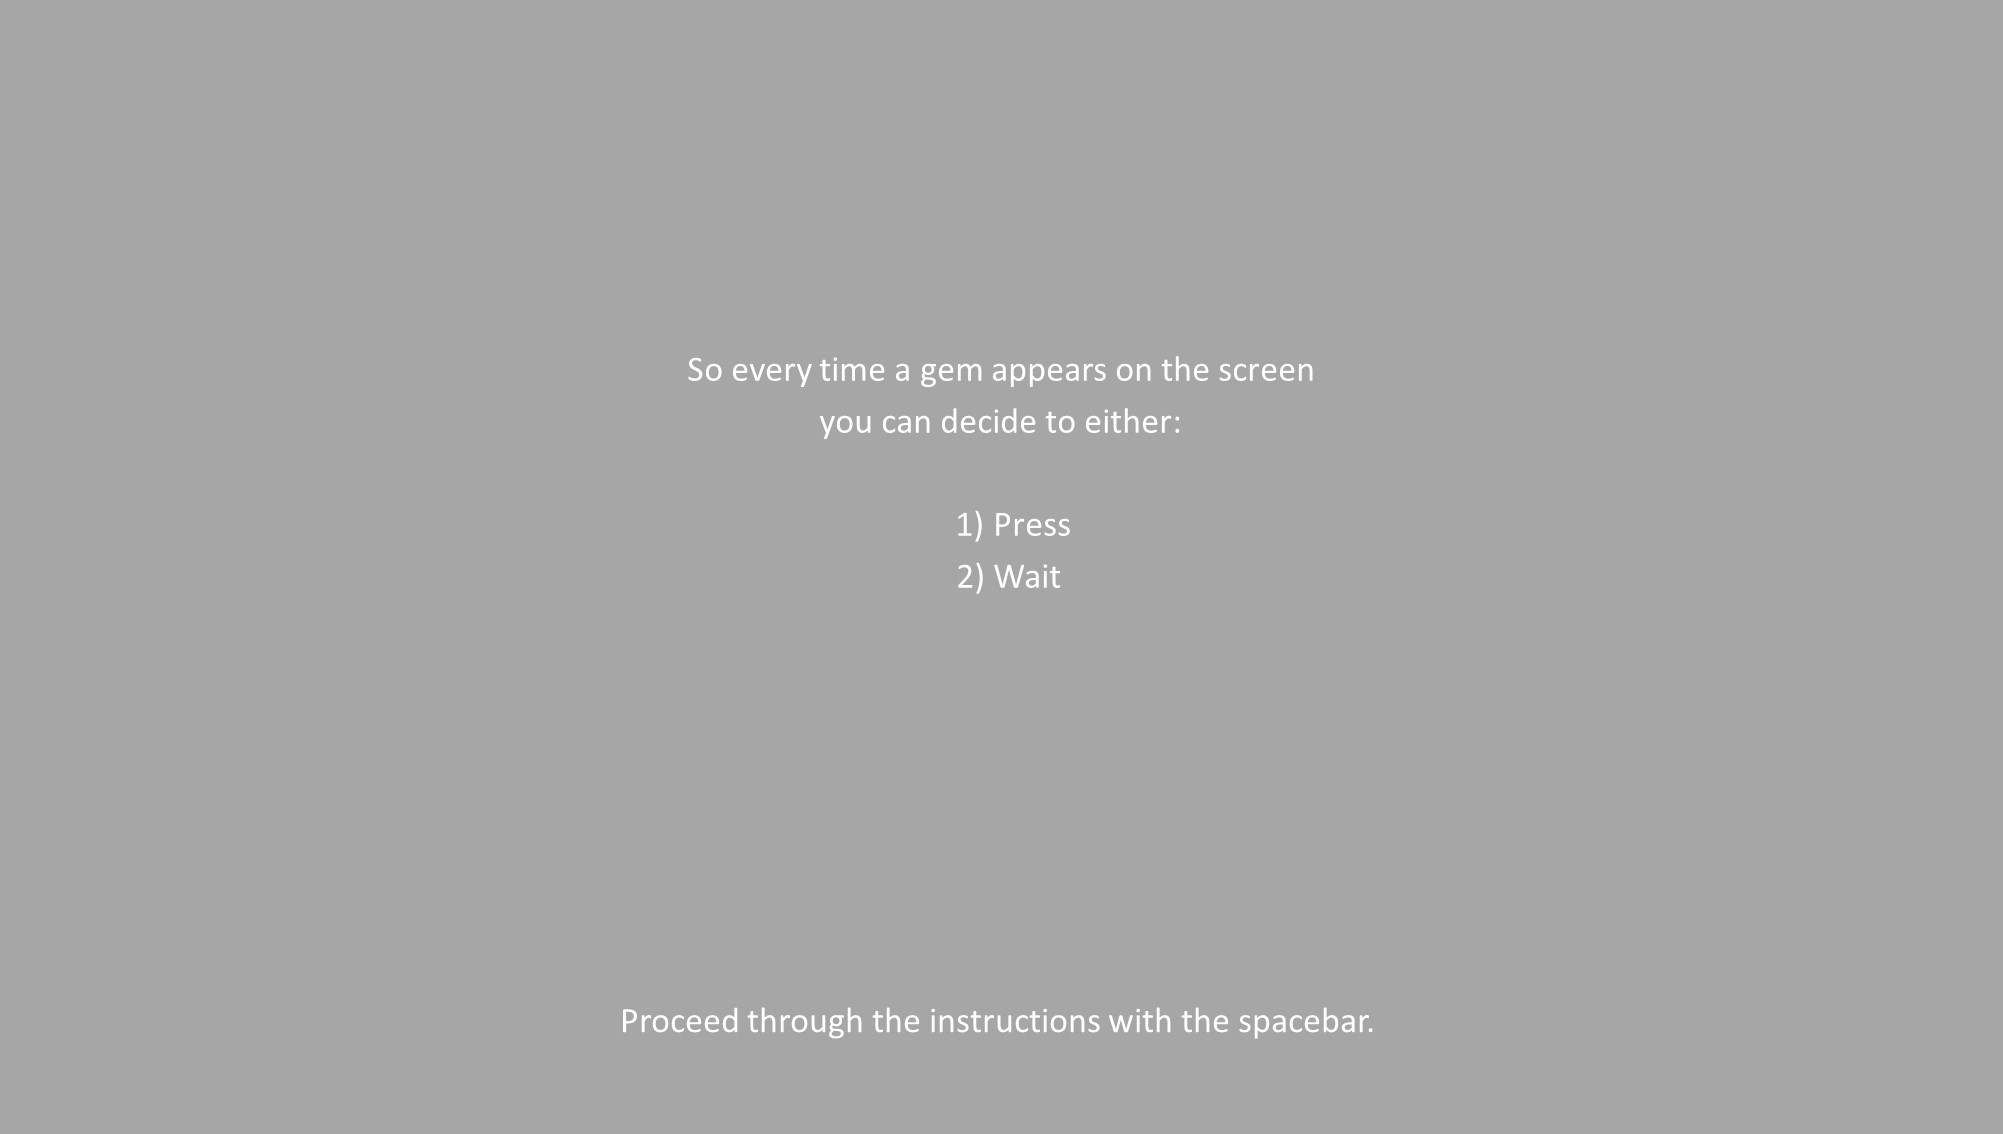 So every time a gem appears on the screen
you can decide to either:
1) Press
2) Wait
Proceed through the instructions with the spacebar.